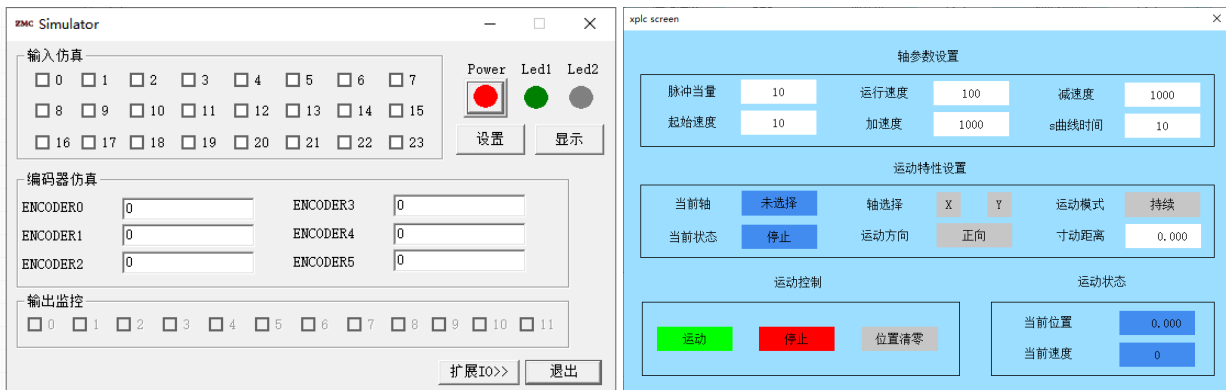 ZMC Simulator
输入仿真
0 1 2 3 4 5 6 7
8 9 10 11 12 13 14 15
16 17 18 19 20 21 22 23
Power Led1 Led2
设置 显示
编码器仿真
ENCODER0 0 ENCODER3 0
ENCODER1 0 ENCODER4 0
ENCODER2 0 ENCODER5 0
输出监控
0 1 2 3 4 5 6 7 8 9 10 11
扩展IO>> 退出
xplc screen
轴参数设置
脉冲当量 10 运行速度 100 减速度 1000
起始速度 10 加速度 1000 s曲线时间 10
运动特性设置
当前轴 未选择 轴选择 X Y 运动模式 持续
当前状态 停止 运动方向 正向 寸动距离 0.000
运动控制
运动 停止 位置清零
运动状态
当前位置 0.000
当前速度 0